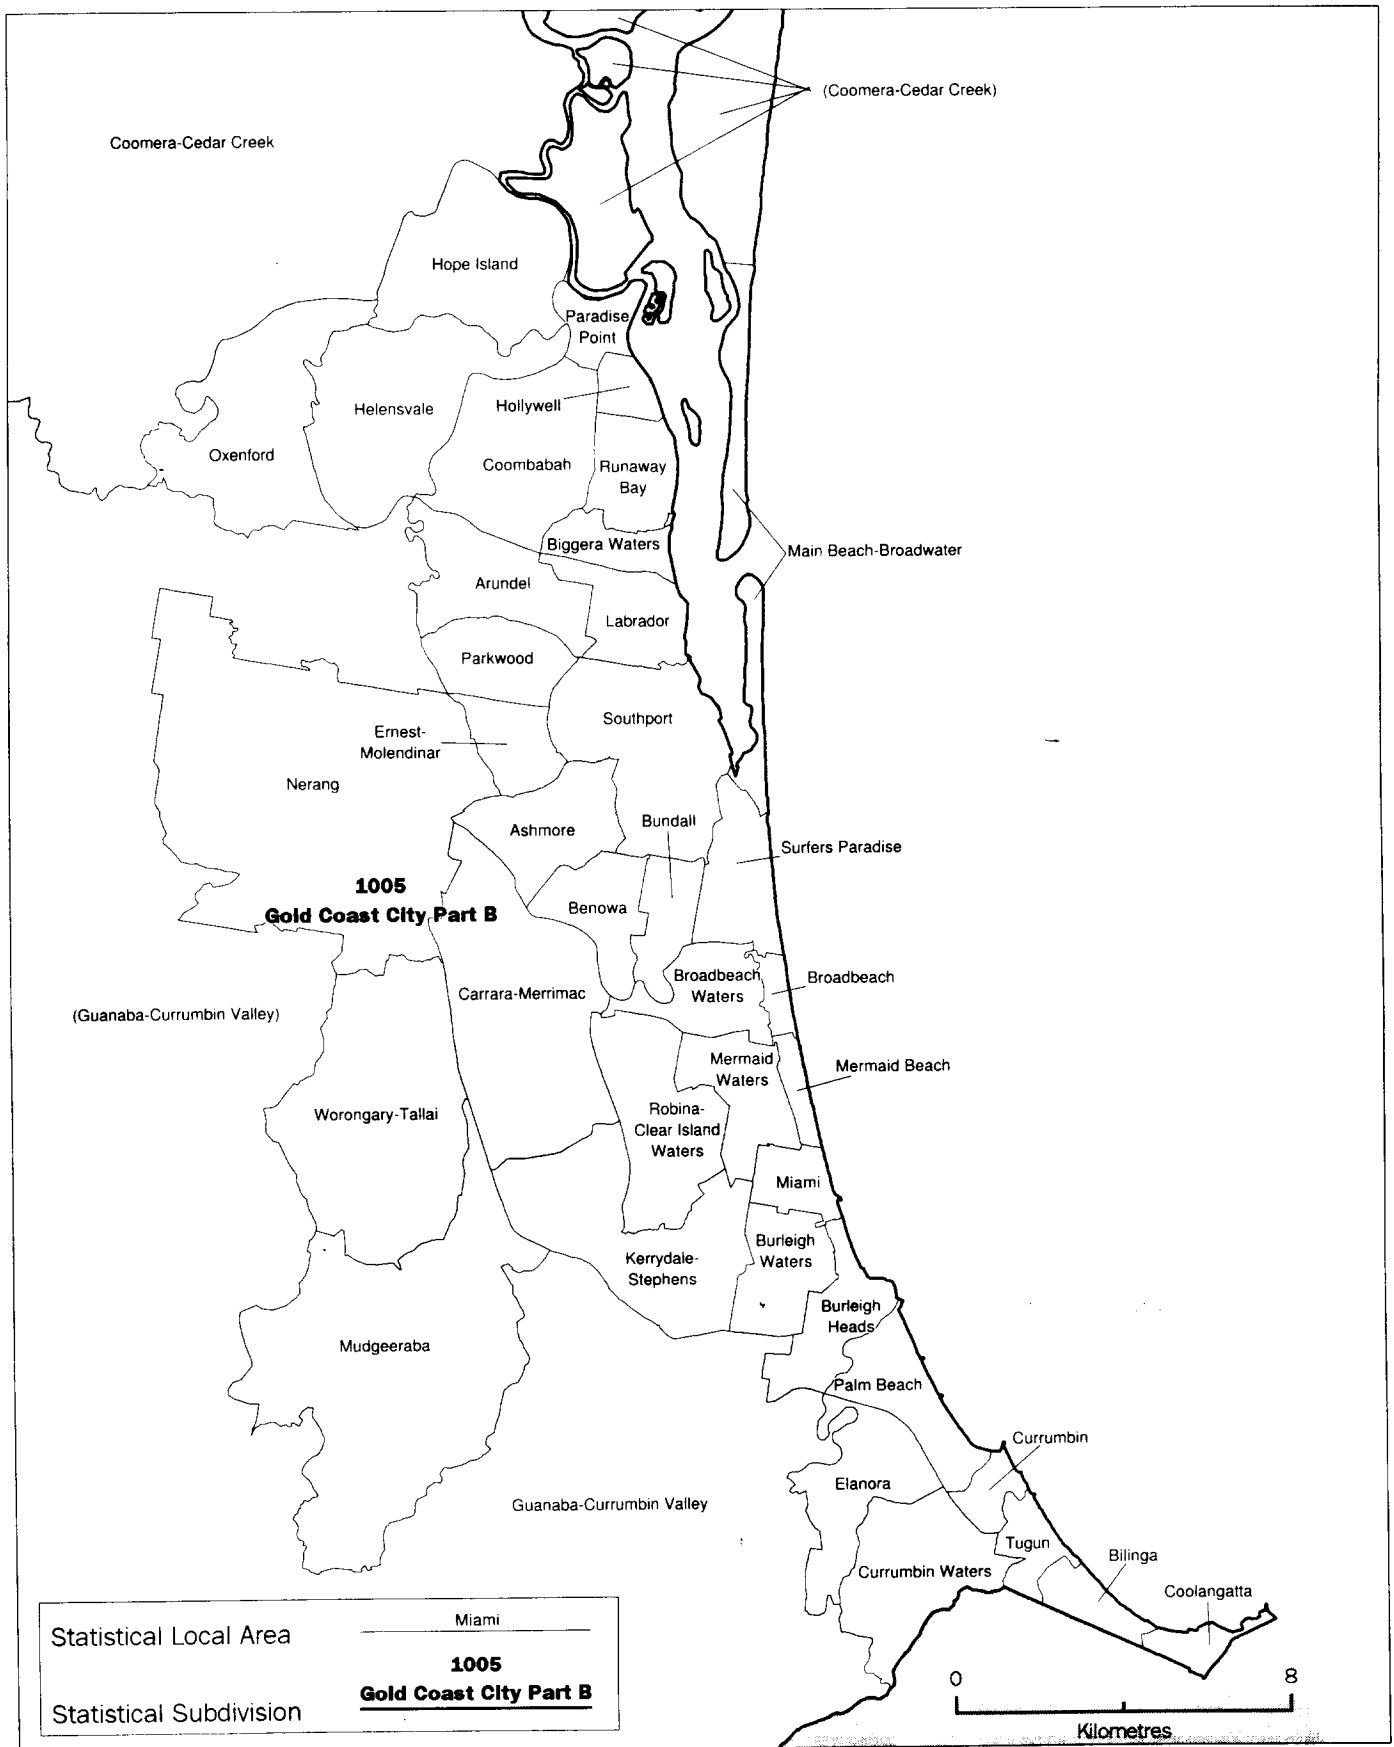 (Coomera-Cedar Creek)
Coomera-Cedar Creek
Hope Island
Paradise
Point
Hollywell
Helensvale
Oxenford
Coombabah
Runaway
Bay
Biggera Waters
Main Beach-Broadwater
Arundel
Labrador
Parkwood
Southport
Ernest-
Molendinar
Nerang
Ashmore
Bundall
Surfers Paradise
1005
Gold Coast City Part B
Benowa
Broadbeach
Waters
Broadbeach
Carrara-Merrimac
(Guanaba-Currumbin Valley)
Mermaid
Waters
Mermaid Beach
Worongary-Tallai
Robina-
Clear Island
Waters
Miami
Burleigh
Waters
Kerrydale-
Stephens
Burleigh
Heads
Mudgeeraba
Palm Beach
Currumbin
Elanora
Guanaba-Currumbin Valley
Tugun
Bilinga
Currumbin Waters
Coolangatta
Statistical Local Area
Miami
1005
Gold Coast City Part B
Statistical Subdivision
0
8
Kilometres